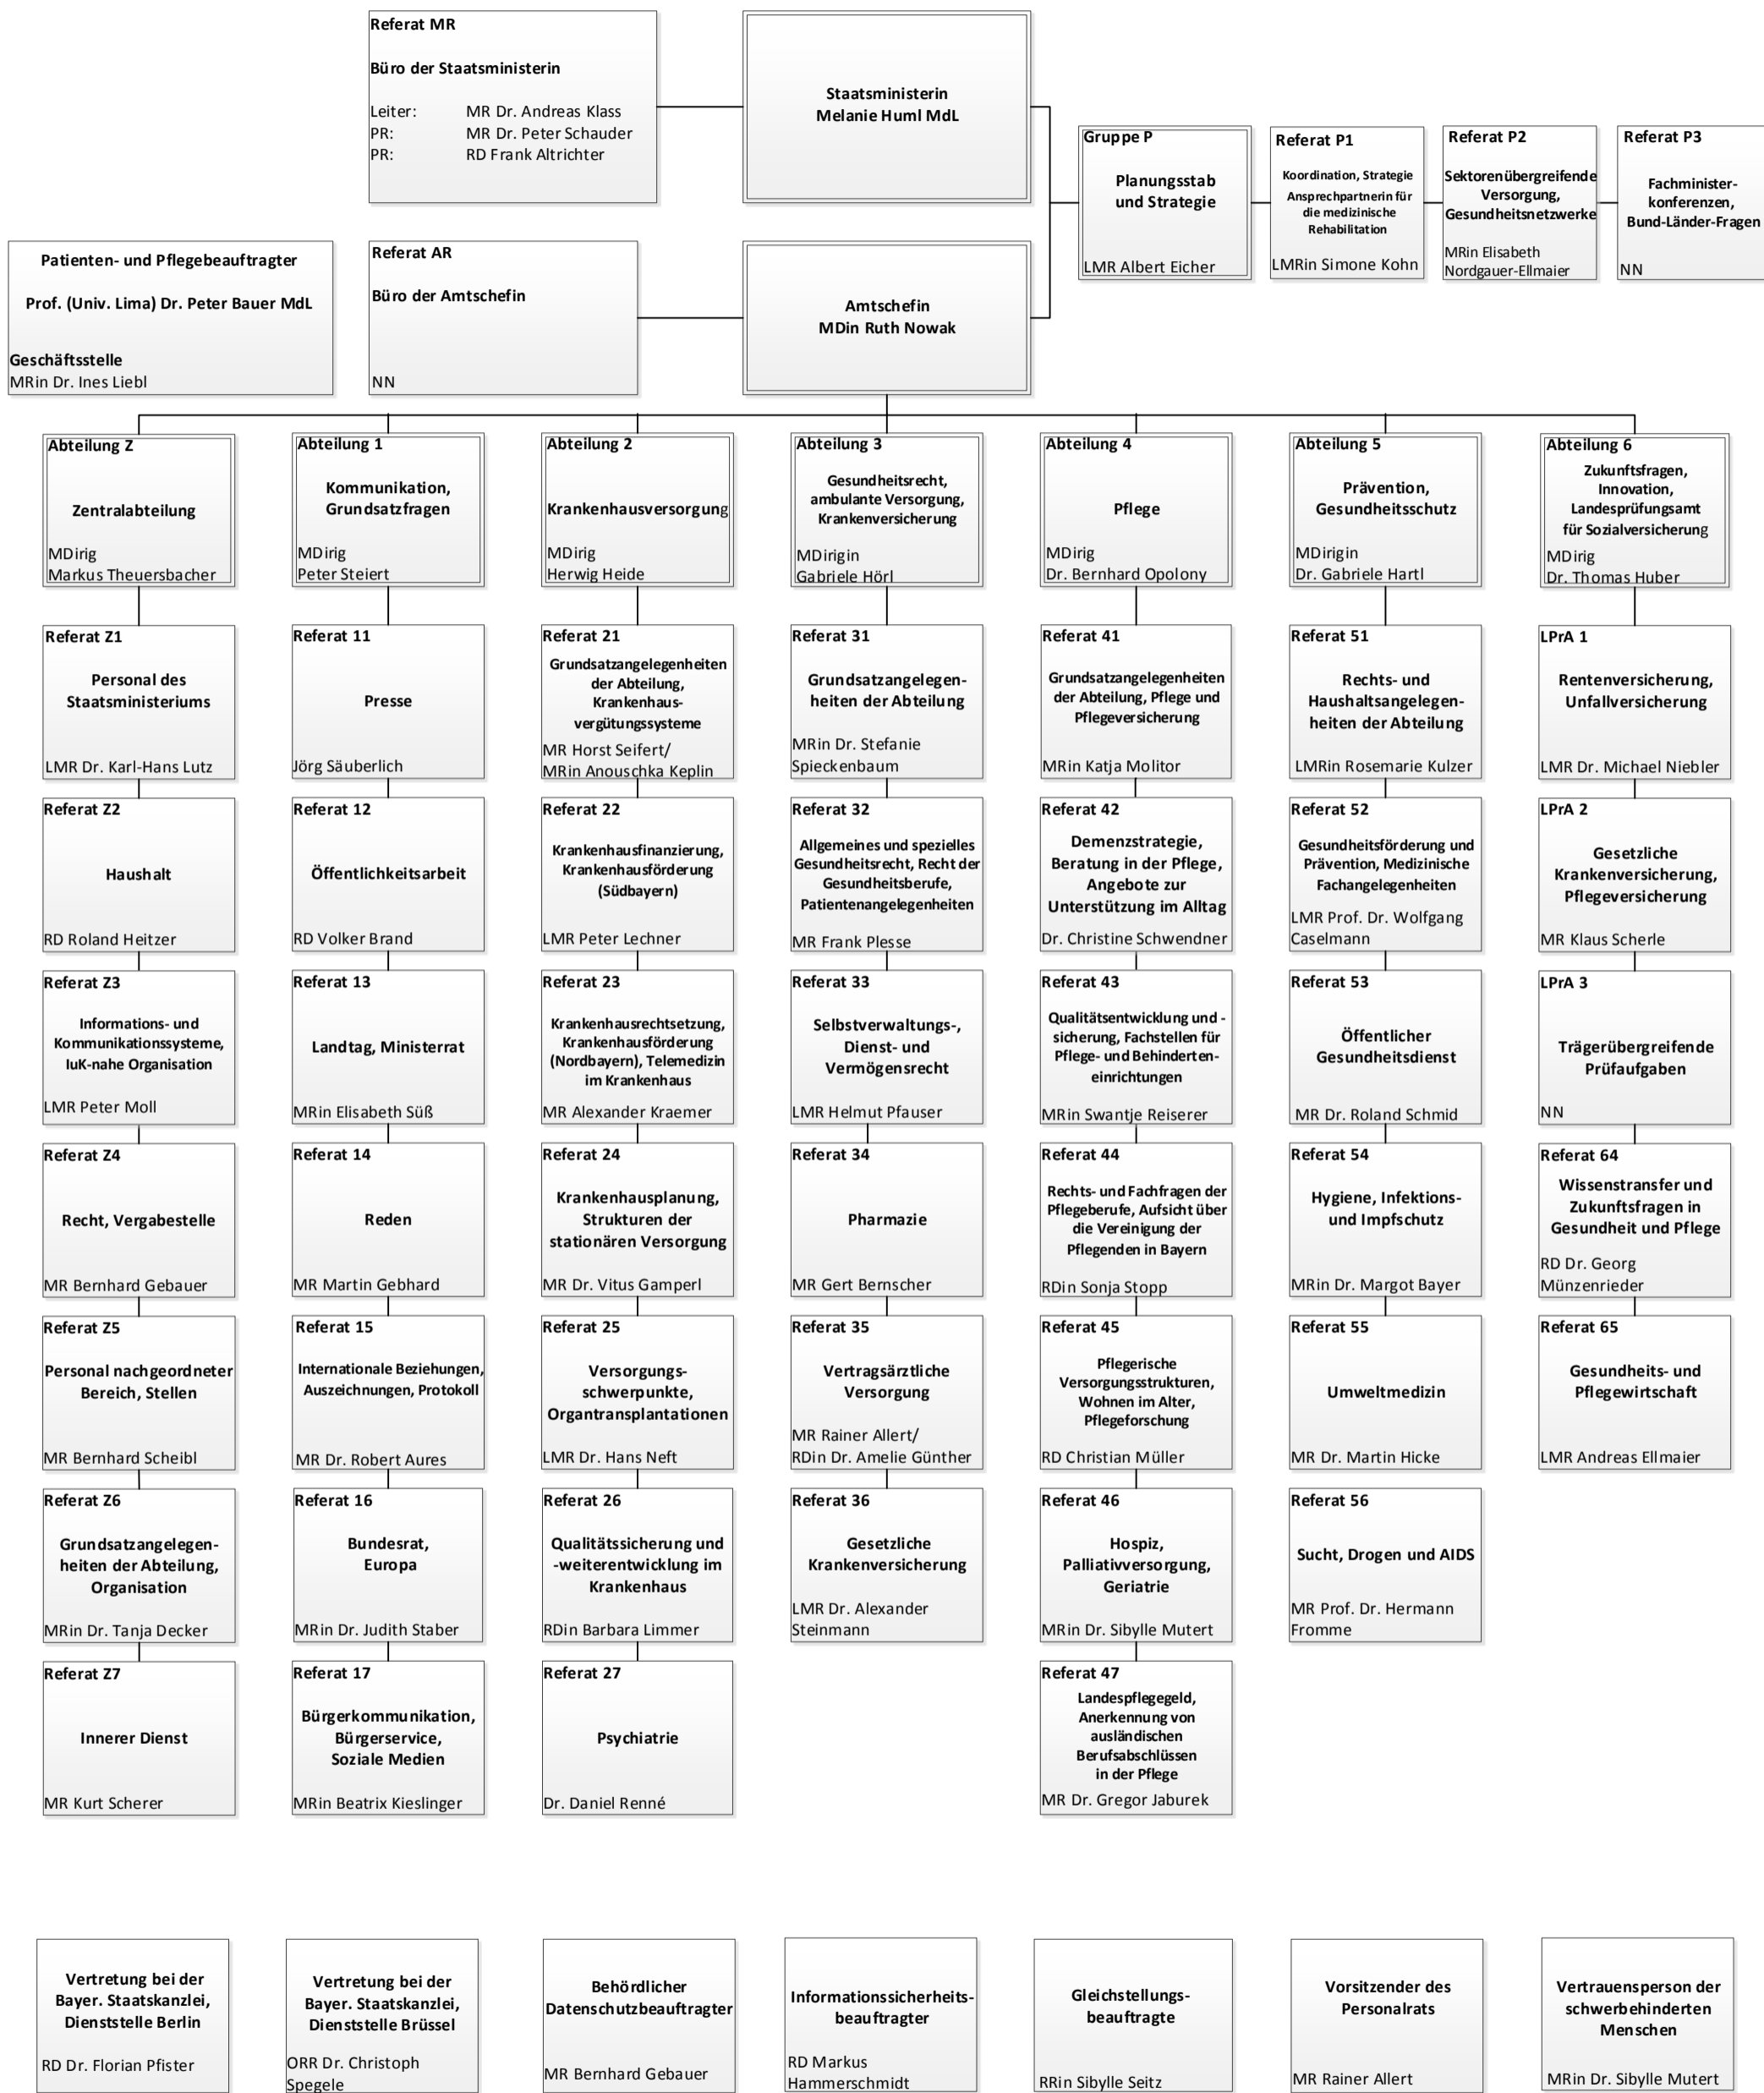 Referat MR
Büro der Staatsministerin
Leiter: MR Dr. Andreas Klass
PR: MR Dr. Peter Schauder
PR: RD Frank Altrichter
Staatsministerin
Melanie Huml MdL
Gruppe P
Planungsstab
und Strategie
LMR Albert Eicher
Referat P1
Koordination, Strategie
Ansprechpartnerin für
die medizinische
Rehabilitation
LMRin Simone Kohn
Referat P2
Sektorenübergreifende
Versorgung,
Gesundheitsnetzwerke
MRin Elisabeth
Nordgauer-Ellmaier
Referat P3
Fachminister-
konferenzen,
Bund-Länder-Fragen
NN
Patienten- und Pflegebeauftragter
Prof. (Univ. Lima) Dr. Peter Bauer MdL
Geschäftsstelle
MRin Dr. Ines Liebl
Referat AR
Büro der Amtschefin
NN
Amtschefin
MDin Ruth Nowak
Abteilung Z
Zentralabteilung
MDirig
Markus Theuersbacher
Abteilung 1
Kommunikation,
Grundsatzfragen
MDirig
Peter Steiert
Abteilung 2
Krankenhausversorgung
MDirig
Herwig Heide
Abteilung 3
Gesundheitsrecht,
ambulante Versorgung,
Krankenversicherung
MDirigin
Gabriele Hörl
Abteilung 4
Pflege
MDirig
Dr. Bernhard Opolony
Abteilung 5
Prävention,
Gesundheitsschutz
MDirigin
Dr. Gabriele Hartl
Abteilung 6
Zukunftsfragen,
Innovation,
Landesprüfungsamt
für Sozialversicherung
MDirig
Dr. Thomas Huber
Referat Z1
Personal des
Staatsministeriums
LMR Dr. Karl-Hans Lutz
Referat 11
Presse
Jörg Säuberlich
Referat 21
Grundsatzangelegenheiten
der Abteilung,
Krankenhaus-
vergütungssysteme
MR Horst Seifert/
MRin Anouschka Keplin
Referat 31
Grundsatzangelegen-
heiten der Abteilung
MRin Dr. Stefanie
Spieckenbaum
Referat 41
Grundsatzangelegenheiten
der Abteilung, Pflege und
Pflegeversicherung
MRin Katja Molitor
Referat 51
Rechts- und
Haushaltsangelegen-
heiten der Abteilung
LMRin Rosemarie Kulzer
LPrA 1
Rentenversicherung,
Unfallversicherung
LMR Dr. Michael Niebler
Referat Z2
Haushalt
RD Roland Heitzer
Referat 12
Öffentlichkeitsarbeit
RD Volker Brand
Referat 22
Krankenhausfinanzierung,
Krankenhausförderung
(Südbayern)
LMR Peter Lechner
Referat 32
Allgemeines und spezielles
Gesundheitsrecht, Recht der
Gesundheitsberufe,
Patientenangelegenheiten
MR Frank Plesse
Referat 42
Demenzstrategie,
Beratung in der Pflege,
Angebote zur
Unterstützung im Alltag
Dr. Christine Schwendner
Referat 52
Gesundheitsförderung und
Prävention, Medizinische
Fachangelegenheiten
LMR Prof. Dr. Wolfgang
Caselmann
LPrA 2
Gesetzliche
Krankenversicherung,
Pflegeversicherung
MR Klaus Scherle
Referat Z3
Informations- und
Kommunikationssysteme,
IuK-nahe Organisation
LMR Peter Moll
Referat 13
Landtag, Ministerrat
MRin Elisabeth Süß
Referat 23
Krankenhausrechtsetzung,
Krankenhausförderung
(Nordbayern), Telemedizin
im Krankenhaus
MR Alexander Kraemer
Referat 33
Selbstverwaltungs-,
Dienst- und
Vermögensrecht
LMR Helmut Pfauser
Referat 43
Qualitätsentwicklung und -
sicherung, Fachstellen für
Pflege- und Behinderten-
einrichtungen
MRin Swantje Reiserer
Referat 53
Öffentlicher
Gesundheitsdienst
MR Dr. Roland Schmid
LPrA 3
Trägerübergreifende
Prüfaufgaben
NN
Referat Z4
Recht, Vergabestelle
MR Bernhard Gebauer
Referat 14
Reden
MR Martin Gebhard
Referat 24
Krankenhausplanung,
Strukturen der
stationären Versorgung
MR Dr. Vitus Gamperl
Referat 34
Pharmazie
MR Gert Bernscher
Referat 44
Rechts- und Fachfragen der
Pflegeberufe, Aufsicht über
die Vereinigung der
Pflegenden in Bayern
RDin Sonja Stopp
Referat 54
Hygiene, Infektions-
und Impfschutz
MRin Dr. Margot Bayer
Referat 64
Wissenstransfer und
Zukunftsfragen in
Gesundheit und Pflege
RD Dr. Georg
Münzenrieder
Referat Z5
Personal nachgeordneter
Bereich, Stellen
MR Bernhard Scheibl
Referat 15
Internationale Beziehungen,
Auszeichnungen, Protokoll
MR Dr. Robert Aures
Referat 25
Versorgungs-
schwerpunkte,
Organtransplantationen
LMR Dr. Hans Neft
Referat 35
Vertragsärztliche
Versorgung
MR Rainer Allert/
RDin Dr. Amelie Günther
Referat 45
Pflegerische
Versorgungsstrukturen,
Wohnen im Alter,
Pflegeforschung
RD Christian Müller
Referat 55
Umweltmedizin
MR Dr. Martin Hicke
Referat 65
Gesundheits- und
Pflegewirtschaft
LMR Andreas Ellmaier
Referat Z6
Grundsatzangelegen-
heiten der Abteilung,
Organisation
MRin Dr. Tanja Decker
Referat 16
Bundesrat,
Europa
MRin Dr. Judith Staber
Referat 26
Qualitätssicherung und
-weiterentwicklung im
Krankenhaus
RDin Barbara Limmer
Referat 36
Gesetzliche
Krankenversicherung
LMR Dr. Alexander
Steinmann
Referat 46
Hospiz,
Palliativversorgung,
Geriatrie
MRin Dr. Sibylle Mutert
Referat 56
Sucht, Drogen und AIDS
MR Prof. Dr. Hermann
Fromme
Referat Z7
Innerer Dienst
MR Kurt Scherer
Referat 17
Bürgerkommunikation,
Bürgerservice,
Soziale Medien
MRin Beatrix Kieslinger
Referat 27
Psychiatrie
Dr. Daniel Renné
Referat 47
Landespflegegeld,
Anerkennung von
ausländischen
Berufsabschlüssen
in der Pflege
MR Dr. Gregor Jaburek
Vertretung bei der
Bayer. Staatskanzlei,
Dienststelle Berlin
RD Dr. Florian Pfister
Vertretung bei der
Bayer. Staatskanzlei,
Dienststelle Brüssel
ORR Dr. Christoph
Spegele
Behördlicher
Datenschutzbeauftragter
MR Bernhard Gebauer
Informationssicherheits-
beauftragter
RD Markus
Hammerschmidt
Gleichstellungs-
beauftragte
RRin Sibylle Seitz
Vorsitzender des
Personalrats
MR Rainer Allert
Vertrauensperson der
schwerbehinderten
Menschen
MRin Dr. Sibylle Mutert